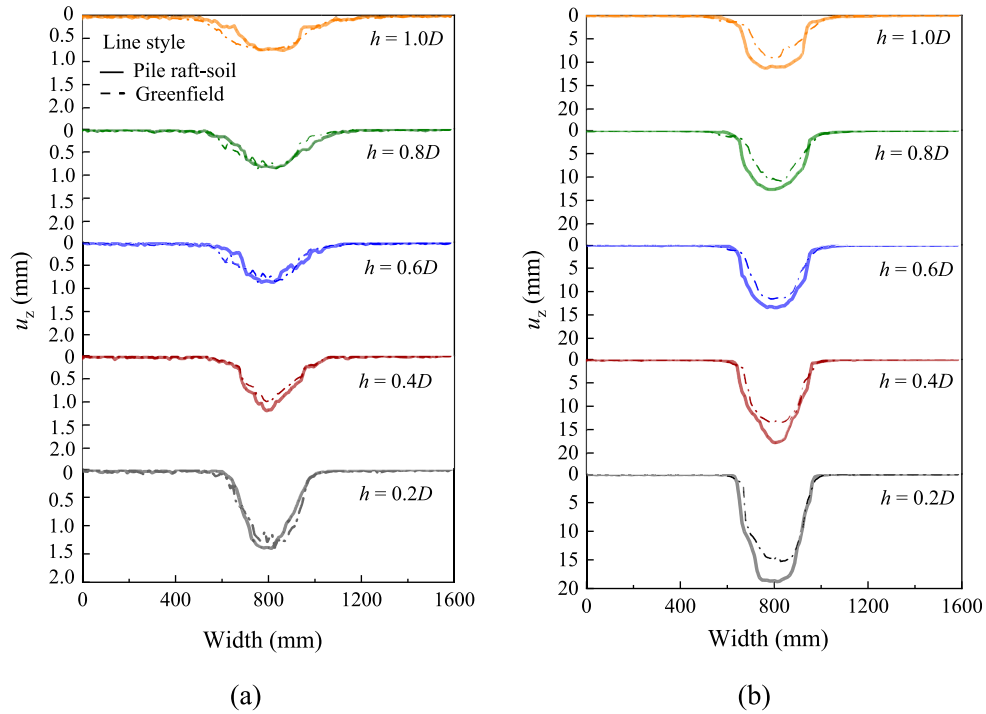 0
0.5
1.0
1.5
2.0
Line style
Pile raft-soil
Greenfield
h = 1.0D
0
0.5
1.0
1.5
2.0
h = 0.8D
0
0.5
1.0
1.5
2.0
h = 0.6D
0
0.5
1.0
1.5
2.0
h = 0.4D
0
0.5
1.0
1.5
2.0
h = 0.2D
u_z (mm)
0 400 800 1200 1600
Width (mm)
(a)
0
5
10
15
20
h = 1.0D
0
5
10
15
20
h = 0.8D
0
5
10
15
20
h = 0.6D
0
5
10
15
20
h = 0.4D
0
5
10
15
20
h = 0.2D
u_z (mm)
0 400 800 1200 1600
Width (mm)
(b)